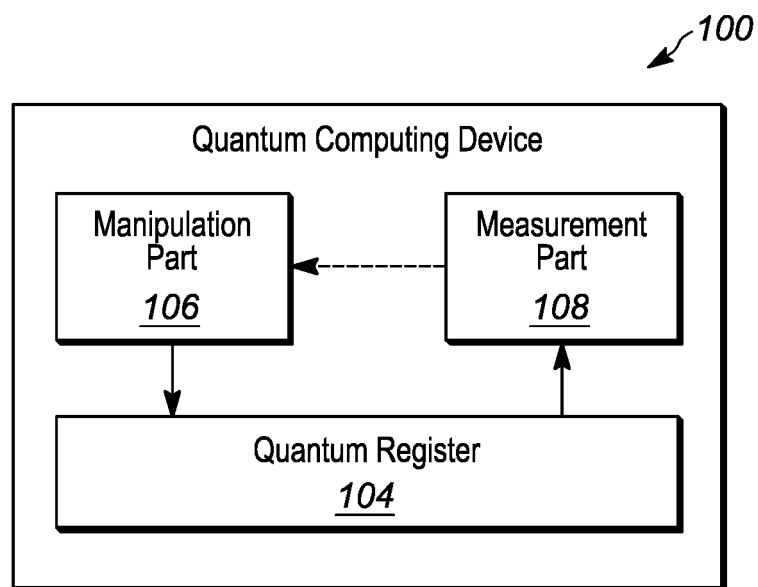 100
Quantum Computing Device
Manipulation
Part
106
Measurement
Part
108
Quantum Register
104